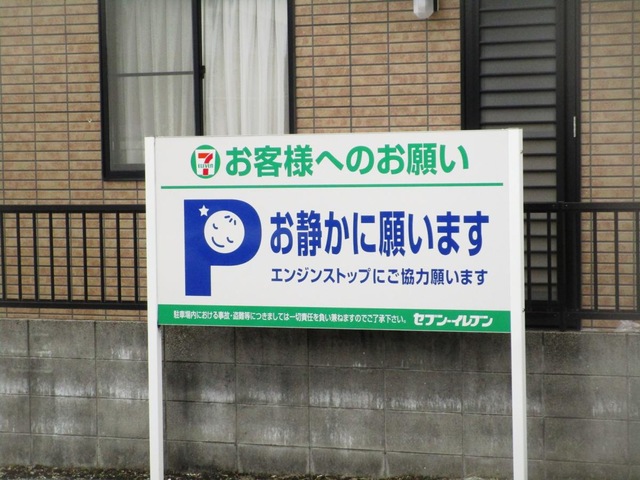 7
ELEVEN
お客様へのお願い
P
お静かに願います
エンジンストップにご協力願います
駐車場内における事故・盗難等につきましては一切責任を負い兼ねますのでご了承下さい。 セブン-イレブン